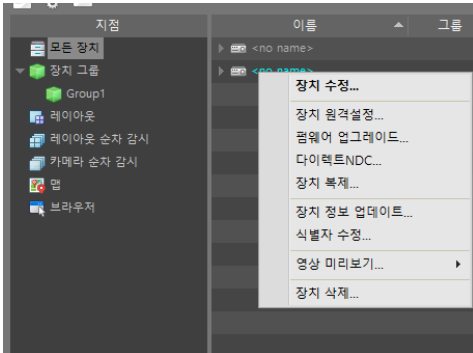 지점
이름
그룹
모든 장치
장치 그룹
Group1
레이아웃
레이아웃 순차 감시
카메라 순차 감시
맵
브라우저
<no name>
<no name>
장치 수정...
장치 원격설정...
펌웨어 업그레이드...
다이렉트NDC...
장치 복제...
장치 정보 업데이트...
식별자 수정...
영상 미리보기...
장치 삭제...